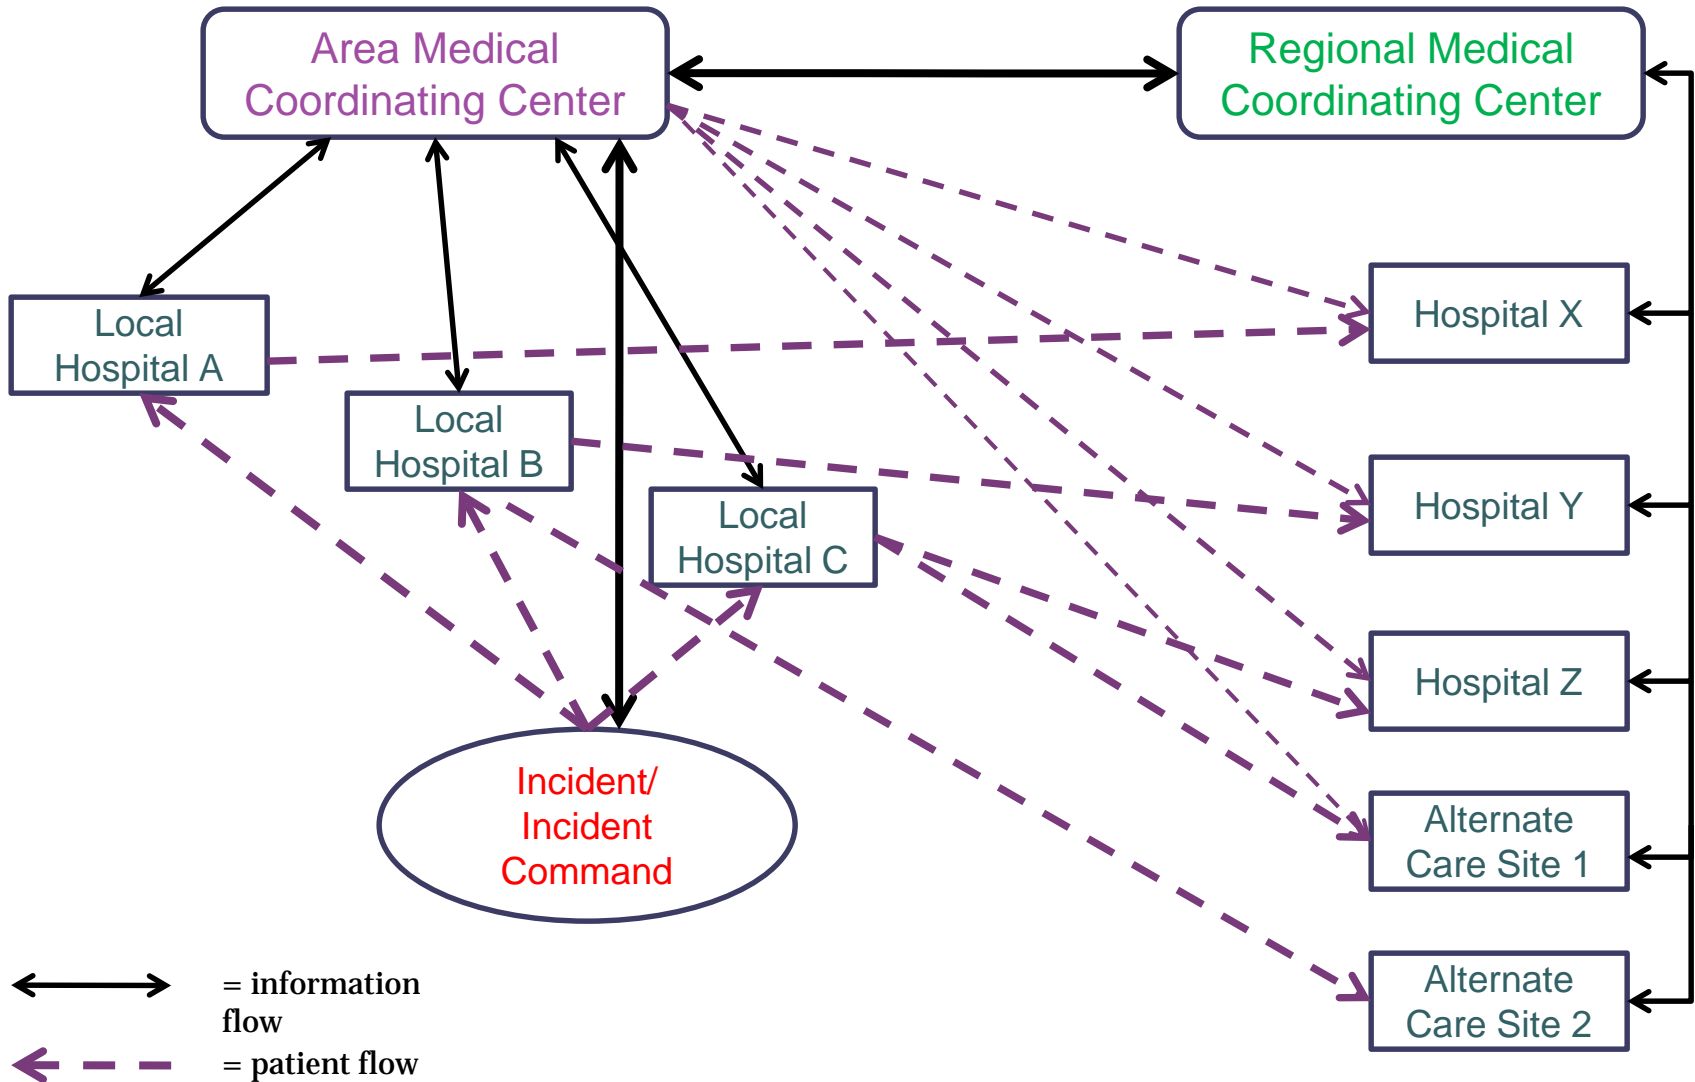 Area Medical
Coordinating Center
Regional Medical
Coordinating Center
Local
Hospital A
Hospital X
Local
Hospital B
Local
Hospital C
Hospital Y
Hospital Z
Incident/
Incident
Command
Alternate
Care Site 1
Alternate
Care Site 2
= information
flow
= patient flow